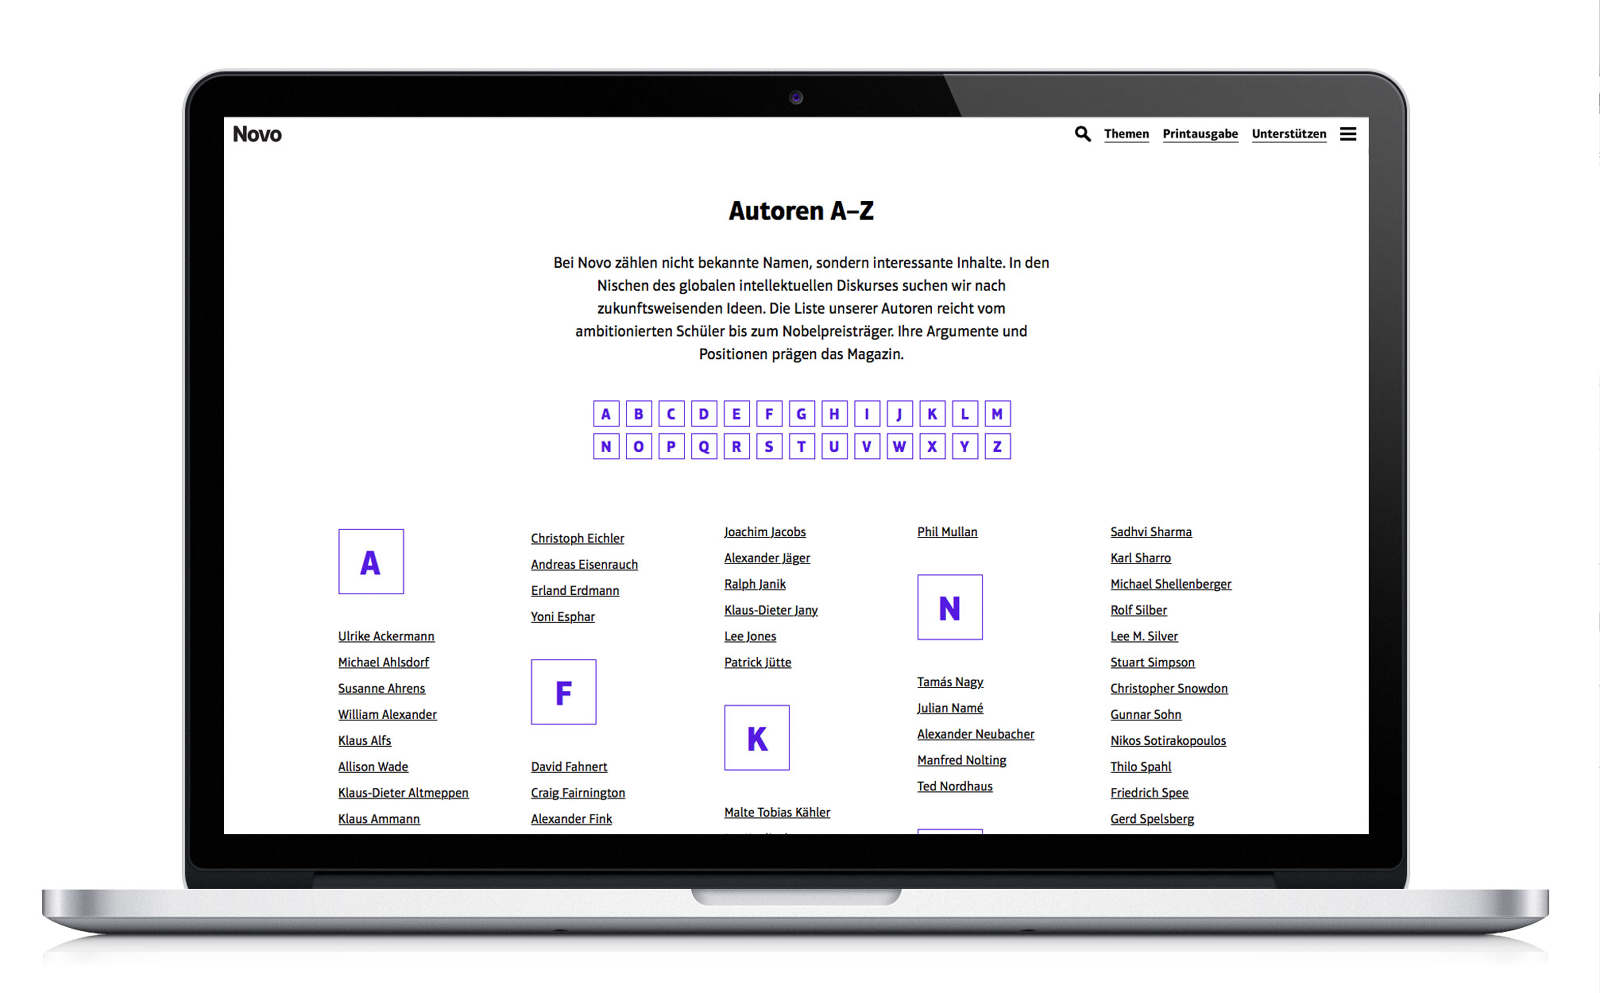 Novo
Themen Printausgabe Unterstützen
Autoren A–Z
Bei Novo zählen nicht bekannte Namen, sondern interessante Inhalte. In den
Nischen des globalen intellektuellen Diskurses suchen wir nach
zukunftsweisenden Ideen. Die Liste unserer Autoren reicht vom
ambitionierten Schüler bis zum Nobelpreisträger. Ihre Argumente und
Positionen prägen das Magazin.
A B C D E F G H I J K L M
N O P Q R S T U V W X Y Z
A
Ulrike Ackermann
Michael Ahlsdorf
Susanne Ahrens
William Alexander
Klaus Alfs
Allison Wade
Klaus-Dieter Altmeppen
Klaus Ammann
Christoph Eichler
Andreas Eisenrauch
Erland Erdmann
Yoni Esphar
F
David Fahnert
Craig Fairnington
Alexander Fink
Joachim Jacobs
Alexander Jäger
Ralph Janik
Klaus-Dieter Jany
Lee Jones
Patrick Jütte
K
Malte Tobias Kähler
Phil Mullan
N
Tamás Nagy
Julian Namé
Alexander Neubacher
Manfred Nolting
Ted Nordhaus
Sadhvi Sharma
Karl Sharro
Michael Shellenberger
Rolf Silber
Lee M. Silver
Stuart Simpson
Christopher Snowdon
Gunnar Sohn
Nikos Sotirakopoulos
Thilo Spahl
Friedrich Spee
Gerd Spelsberg